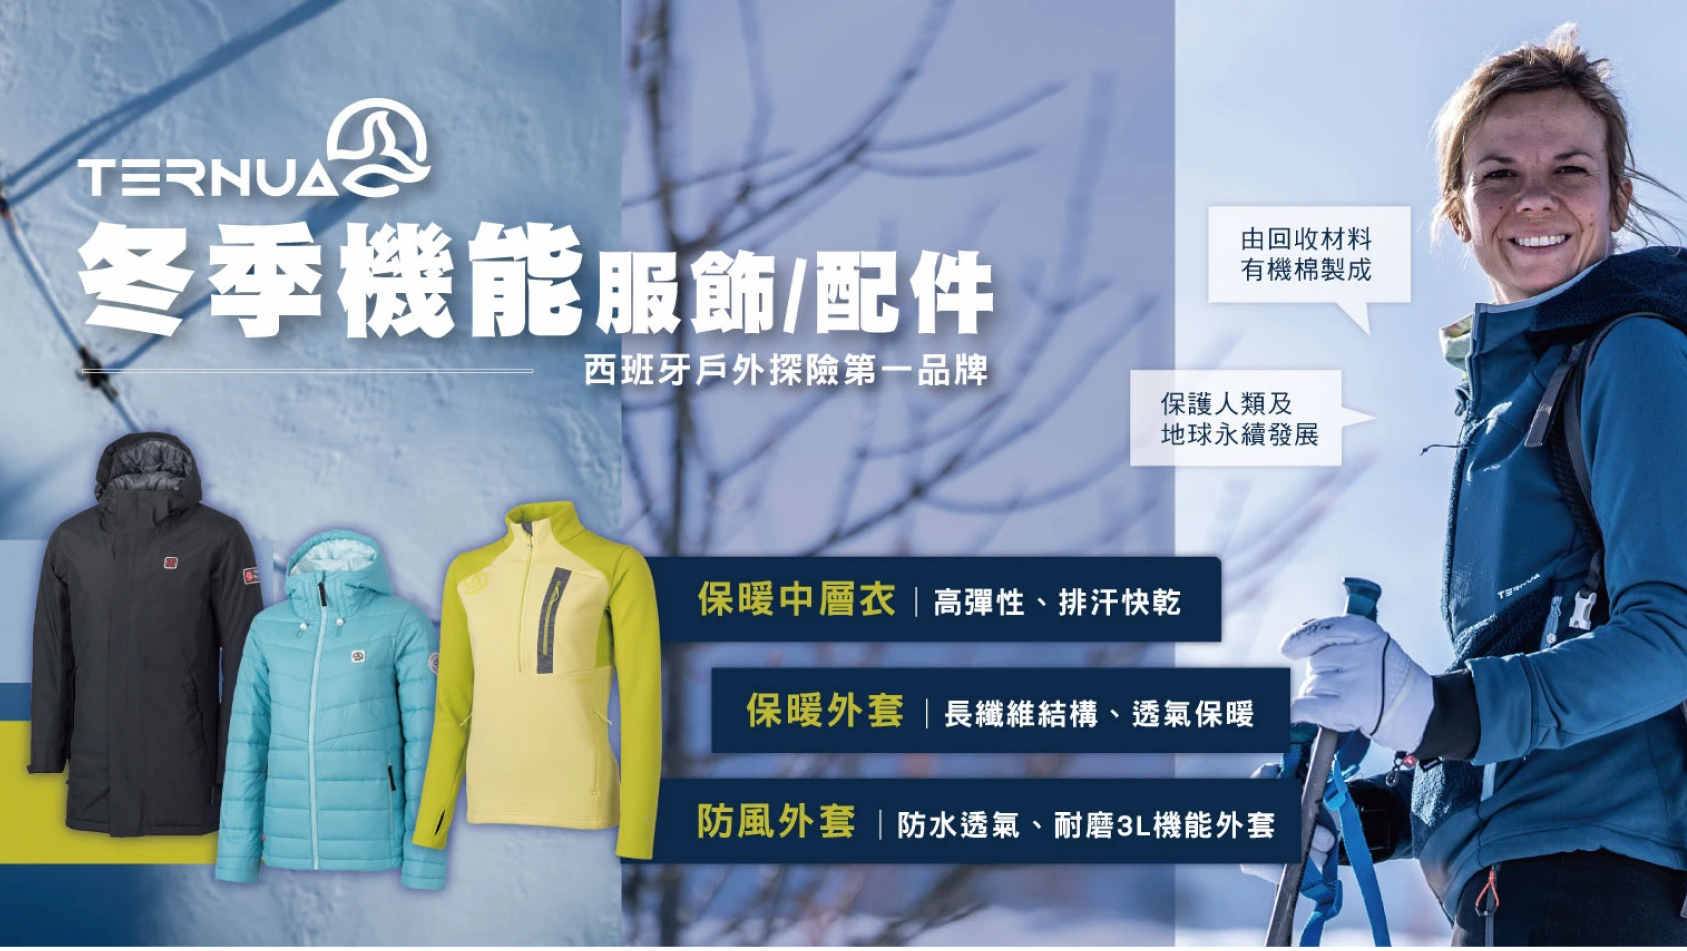 TERNUA
冬季機能服飾/配件
西班牙戶外探險第一品牌
由回收材料
有機棉製成
保護人類及
地球永續發展
保暖中層衣｜高彈性、排汗快乾
保暖外套｜長纖維結構、透氣保暖
防風外套｜防水透氣、耐磨3L機能外套
TERNUA